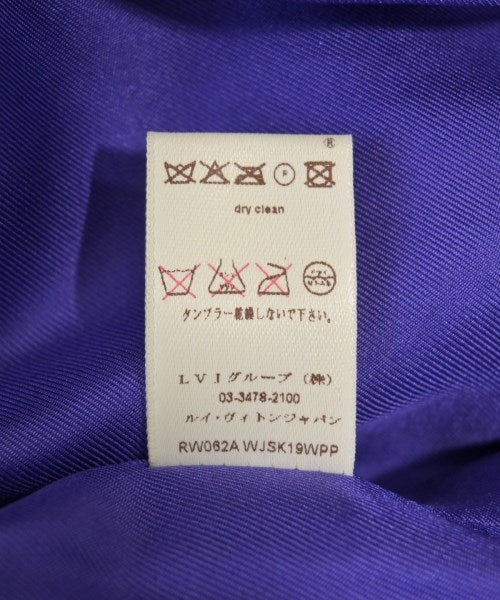 ®
P
dry clean
タンブラー乾燥しないで下さい。
LVJグループ (株)
03-3478-2100
ルイ・ヴィトンジャパン
RW062A WJSK19WPP